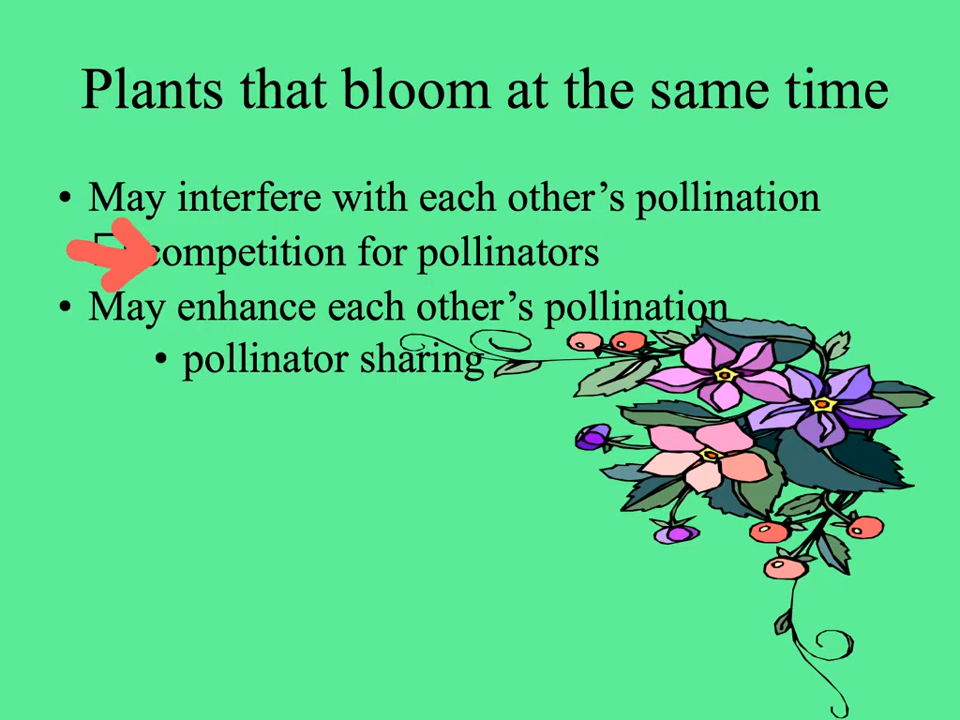 Plants that bloom at the same time
• May interfere with each other’s pollination
competition for pollinators
• May enhance each other’s pollination
• pollinator sharing